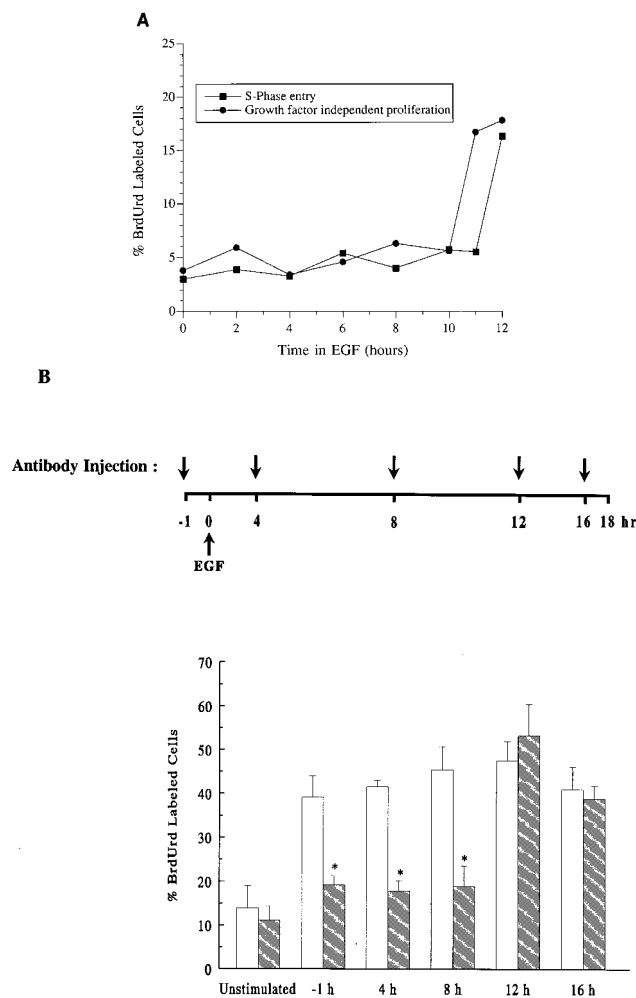 A
25
20
15
10
5
0
% BrdUrd Labeled Cells
S-Phase entry
Growth factor independent proliferation
0 2 4 6 8 10 12
Time in EGF (hours)
B
Antibody Injection :
-1 0 4 8 12 16 18 hr
EGF
70
60
50
40
30
20
10
0
% BrdUrd Labeled Cells
* * *
Unstimulated -1 h 4 h 8 h 12 h 16 h